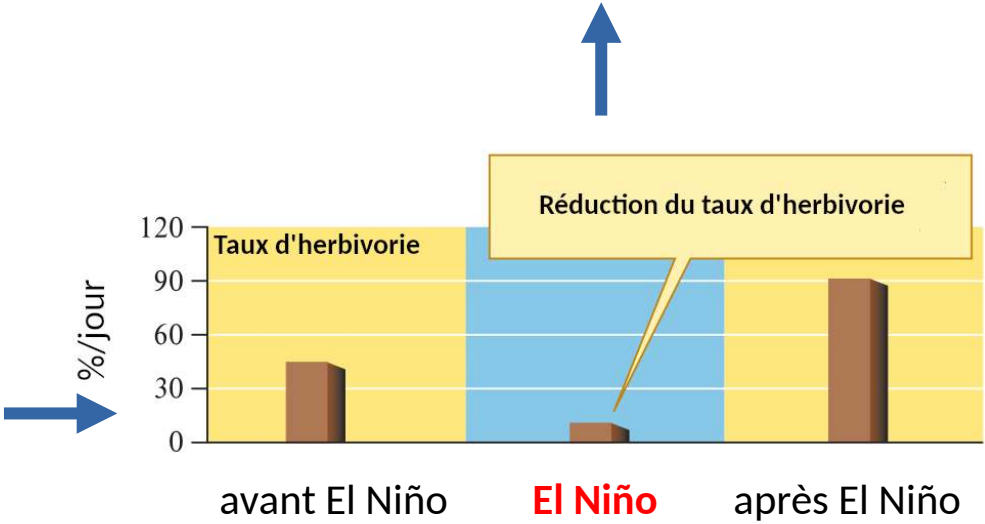 Réduction du taux d'herbivorie
Taux d'herbivorie
120
90
60
30
0
%/jour
avant El Niño
El Niño
après El Niño